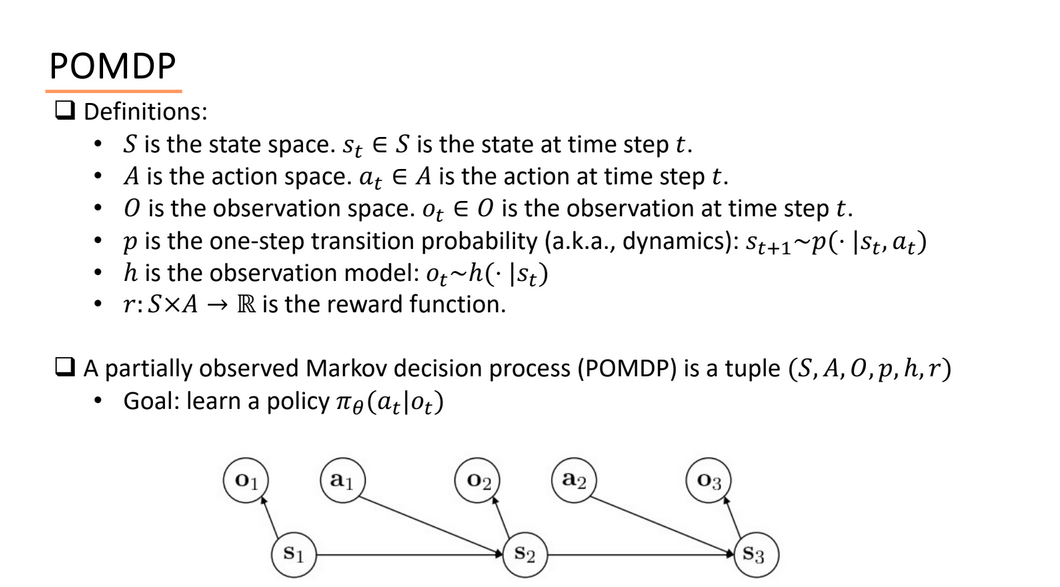 POMDP
❑ Definitions:
• 𝑆 is the state space. 𝑠ₜ ∈ 𝑆 is the state at time step 𝑡.
• 𝐴 is the action space. 𝑎ₜ ∈ 𝐴 is the action at time step 𝑡.
• 𝑂 is the observation space. 𝑜ₜ ∈ 𝑂 is the observation at time step 𝑡.
• 𝑝 is the one-step transition probability (a.k.a., dynamics): 𝑠ₜ₊₁~𝑝(· |𝑠ₜ, 𝑎ₜ)
• ℎ is the observation model: 𝑜ₜ~ℎ(· |𝑠ₜ)
• 𝑟: 𝑆×𝐴 → ℝ is the reward function.
❑ A partially observed Markov decision process (POMDP) is a tuple (𝑆, 𝐴, 𝑂, 𝑝, ℎ, 𝑟)
• Goal: learn a policy 𝜋_𝜃(𝑎ₜ|𝑜ₜ)
o₁ a₁ o₂ a₂ o₃
s₁ s₂ s₃